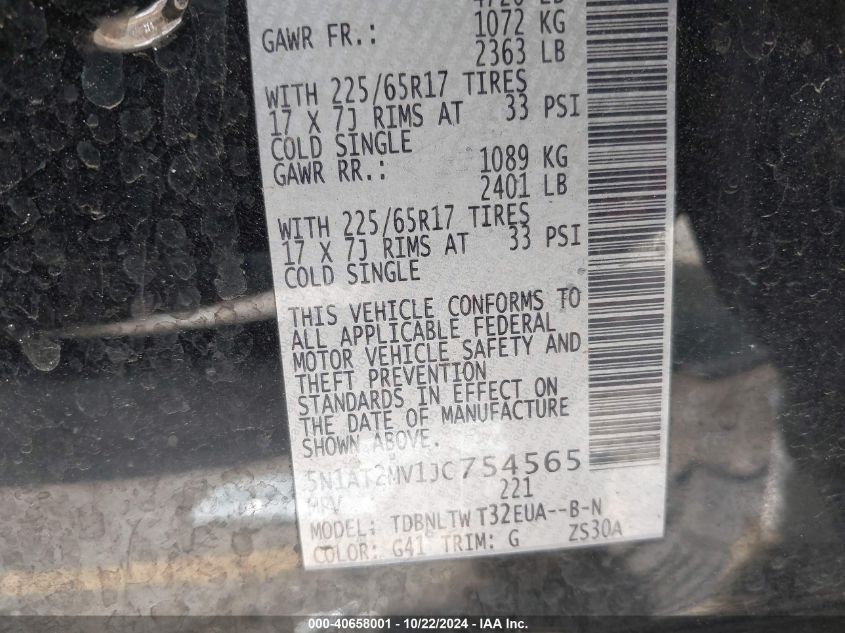 GAWR FR.: 1072 KG
2363 LB
WITH 225/65R17 TIRES
17 X 7J RIMS AT 33 PSI
COLD SINGLE
GAWR RR.: 1089 KG
2401 LB
WITH 225/65R17 TIRES
17 X 7J RIMS AT 33 PSI
COLD SINGLE
THIS VEHICLE CONFORMS TO
ALL APPLICABLE FEDERAL
MOTOR VEHICLE SAFETY AND
THEFT PREVENTION
STANDARDS IN EFFECT ON
THE DATE OF MANUFACTURE
SHOWN ABOVE.
5N1AT2MV1JC754565
MPV 221
MODEL: TDBNLTW T32EUA--B-N
COLOR: G41 TRIM: G ZS30A
000-40658001 - 10/22/2024 - IAA Inc.